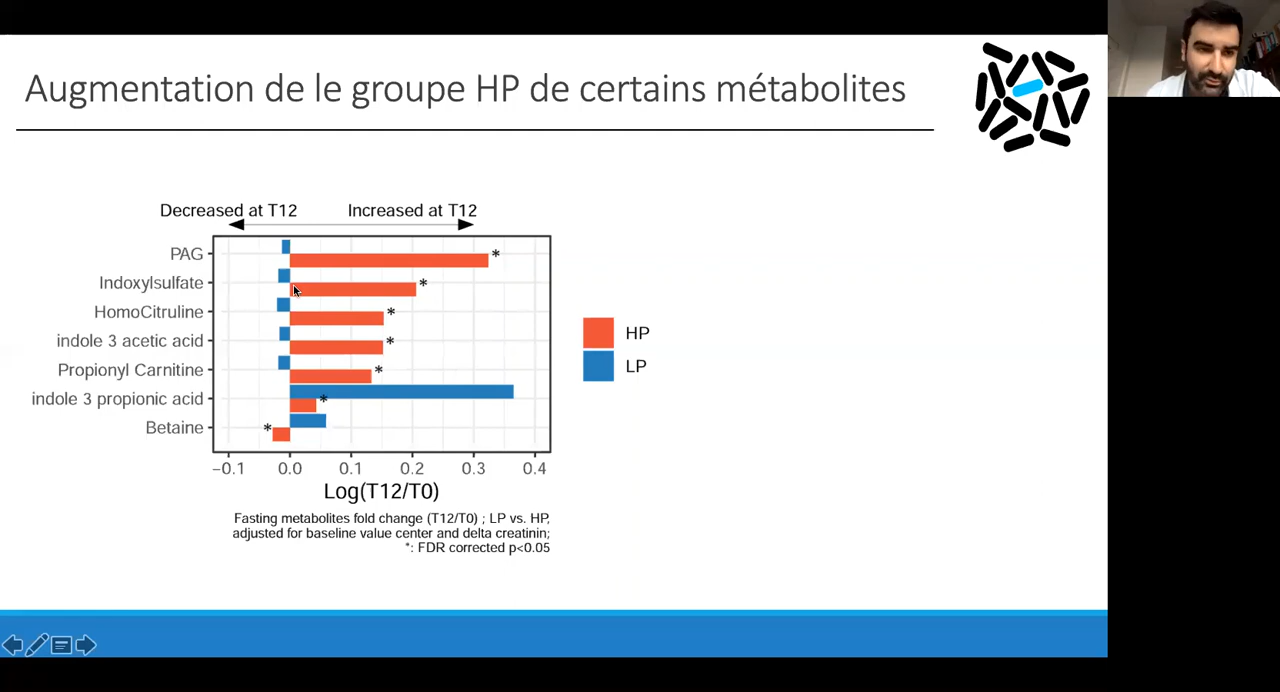 Augmentation de le groupe HP de certains métabolites
Decreased at T12 Increased at T12
PAG *
Indoxylsulfate *
HomoCitruline *
indole 3 acetic acid *
Propionyl Carnitine *
indole 3 propionic acid *
Betaine *
−0.1 0.0 0.1 0.2 0.3 0.4
Log(T12/T0)
HP
LP
Fasting metabolites fold change (T12/T0) ; LP vs. HP,
adjusted for baseline value center and delta creatinin;
*: FDR corrected p<0.05